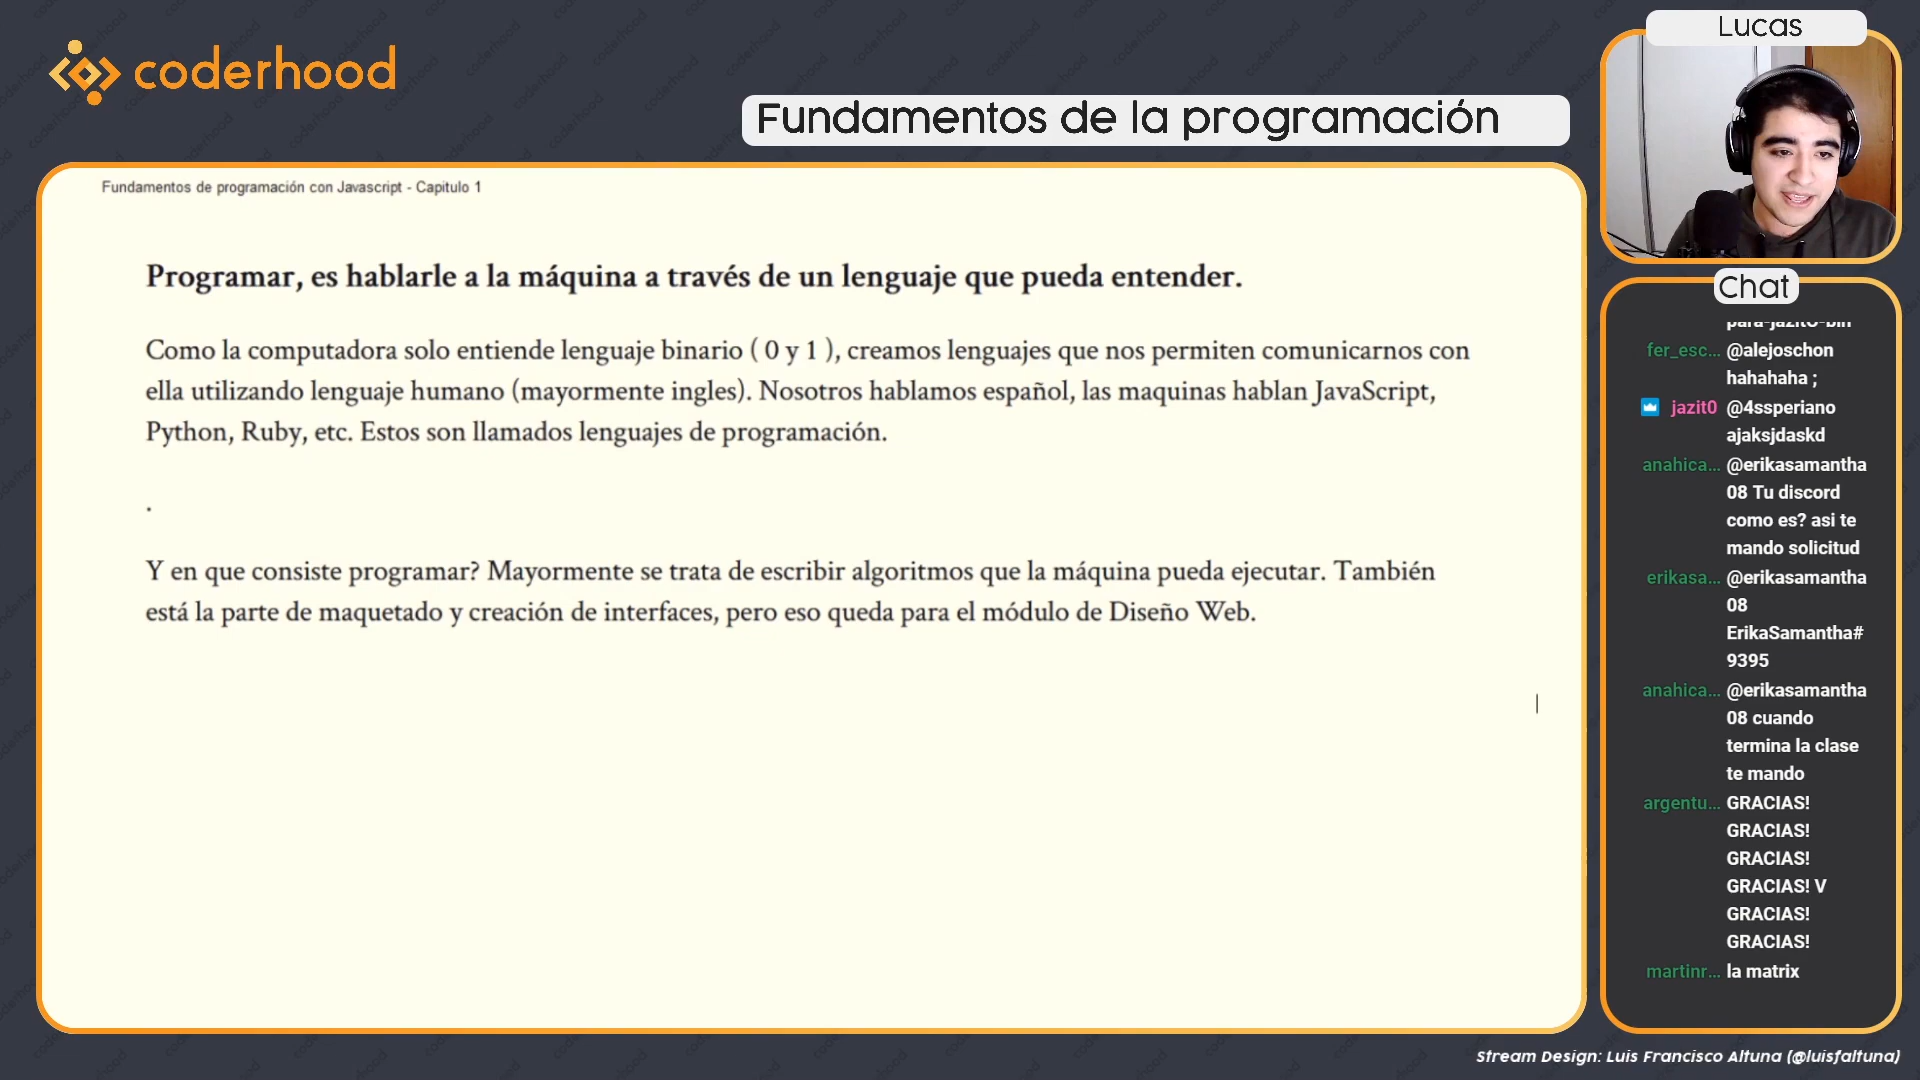 coderhood
Fundamentos de la programación
Lucas
Fundamentos de programación con Javascript - Capitulo 1
Programar, es hablarle a la máquina a través de un lenguaje que pueda entender.
Como la computadora solo entiende lenguaje binario ( 0 y 1 ), creamos lenguajes que nos permiten comunicarnos con
ella utilizando lenguaje humano (mayormente ingles). Nosotros hablamos español, las maquinas hablan JavaScript,
Python, Ruby, etc. Estos son llamados lenguajes de programación.
.
Y en que consiste programar? Mayormente se trata de escribir algoritmos que la máquina pueda ejecutar. También
está la parte de maquetado y creación de interfaces, pero eso queda para el módulo de Diseño Web.
Chat
fer_esc... @alejoschon
hahahaha ;
jazit0 @4ssperiano
ajaksjdaskd
anahica... @erikasamantha
08 Tu discord
como es? asi te
mando solicitud
erikasa... @erikasamantha
08
ErikaSamantha#
9395
anahica... @erikasamantha
08 cuando
termina la clase
te mando
argentu... GRACIAS!
GRACIAS!
GRACIAS!
GRACIAS! V
GRACIAS!
GRACIAS!
martinr... la matrix
Stream Design: Luis Francisco Altuna (@luisfaltuna)